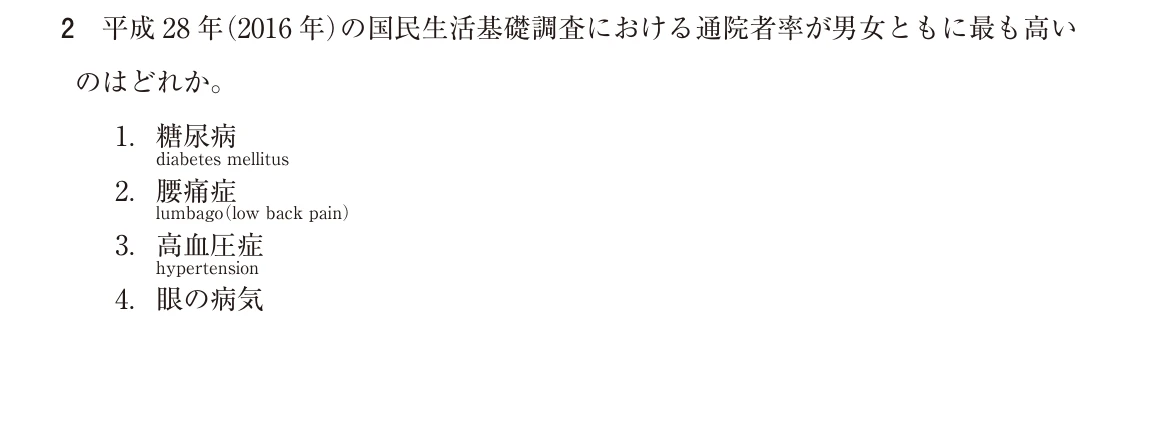 2 平成 28 年(2016 年)の国民生活基礎調査における通院者率が男女ともに最も高い
のはどれか。
1. 糖尿病
diabetes mellitus
2. 腰痛症
lumbago(low back pain)
3. 高血圧症
hypertension
4. 眼の病気